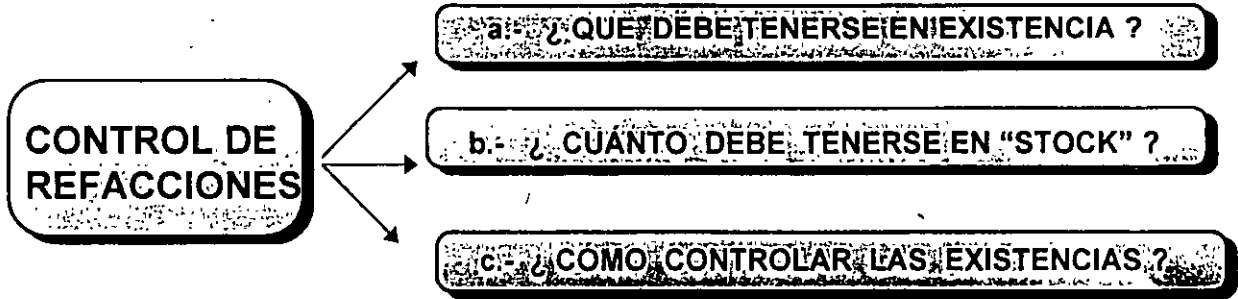 CONTROL DE
REFACCIONES
a.- ¿ QUE DEBE TENERSE EN EXISTENCIA ?
b.- ¿ CUANTO DEBE TENERSE EN “STOCK” ?
c.- ¿ COMO CONTROLAR LAS EXISTENCIAS ?